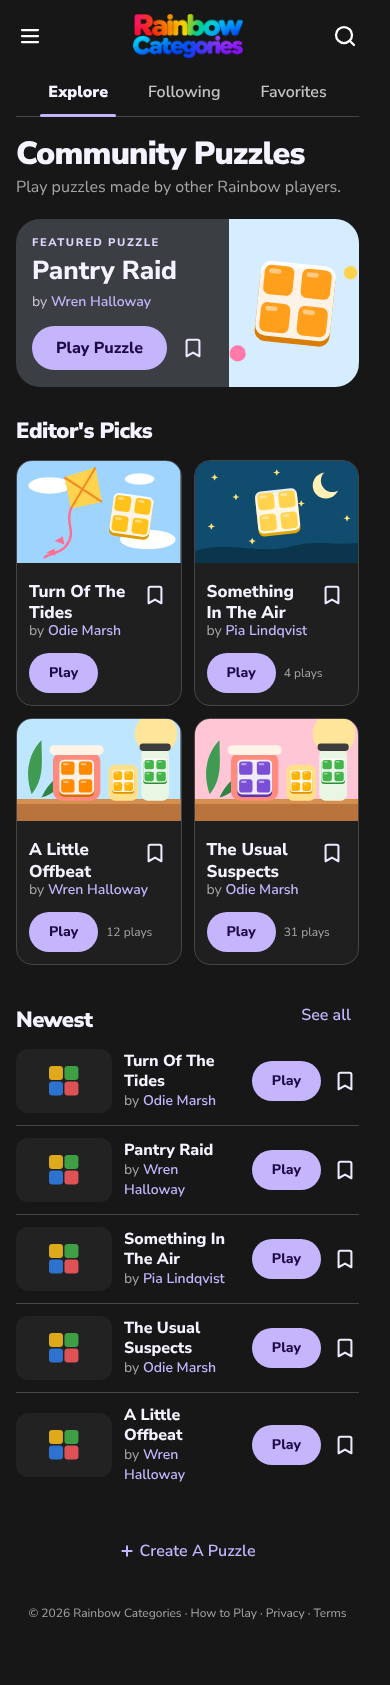 Rainbow
Categories
Explore
Following
Favorites
Community Puzzles
Play puzzles made by other Rainbow players.
FEATURED PUZZLE
Pantry Raid
by Wren Halloway
Play Puzzle
Editor's Picks
Turn Of The
Tides
by Odie Marsh
Play
Something
In The Air
by Pia Lindqvist
Play
4 plays
A Little
Offbeat
by Wren Halloway
Play
12 plays
The Usual
Suspects
by Odie Marsh
Play
31 plays
Newest
See all
Turn Of The
Tides
by Odie Marsh
Play
Pantry Raid
by Wren
Halloway
Play
Something In
The Air
by Pia Lindqvist
Play
The Usual
Suspects
by Odie Marsh
Play
A Little
Offbeat
by Wren
Halloway
Play
+ Create A Puzzle
© 2026 Rainbow Categories · How to Play · Privacy · Terms